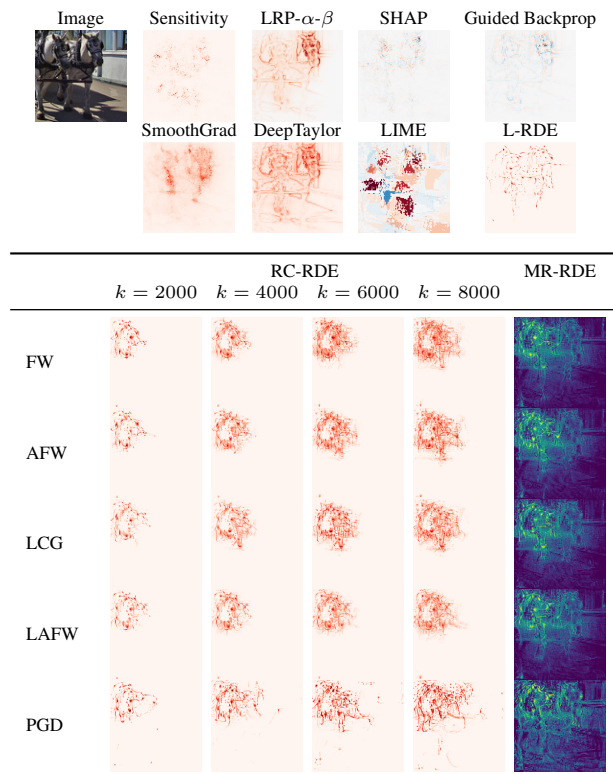 Image Sensitivity LRP-α-β SHAP Guided Backprop
SmoothGrad DeepTaylor LIME L-RDE
RC-RDE MR-RDE
k = 2000 k = 4000 k = 6000 k = 8000
FW
AFW
LCG
LAFW
PGD